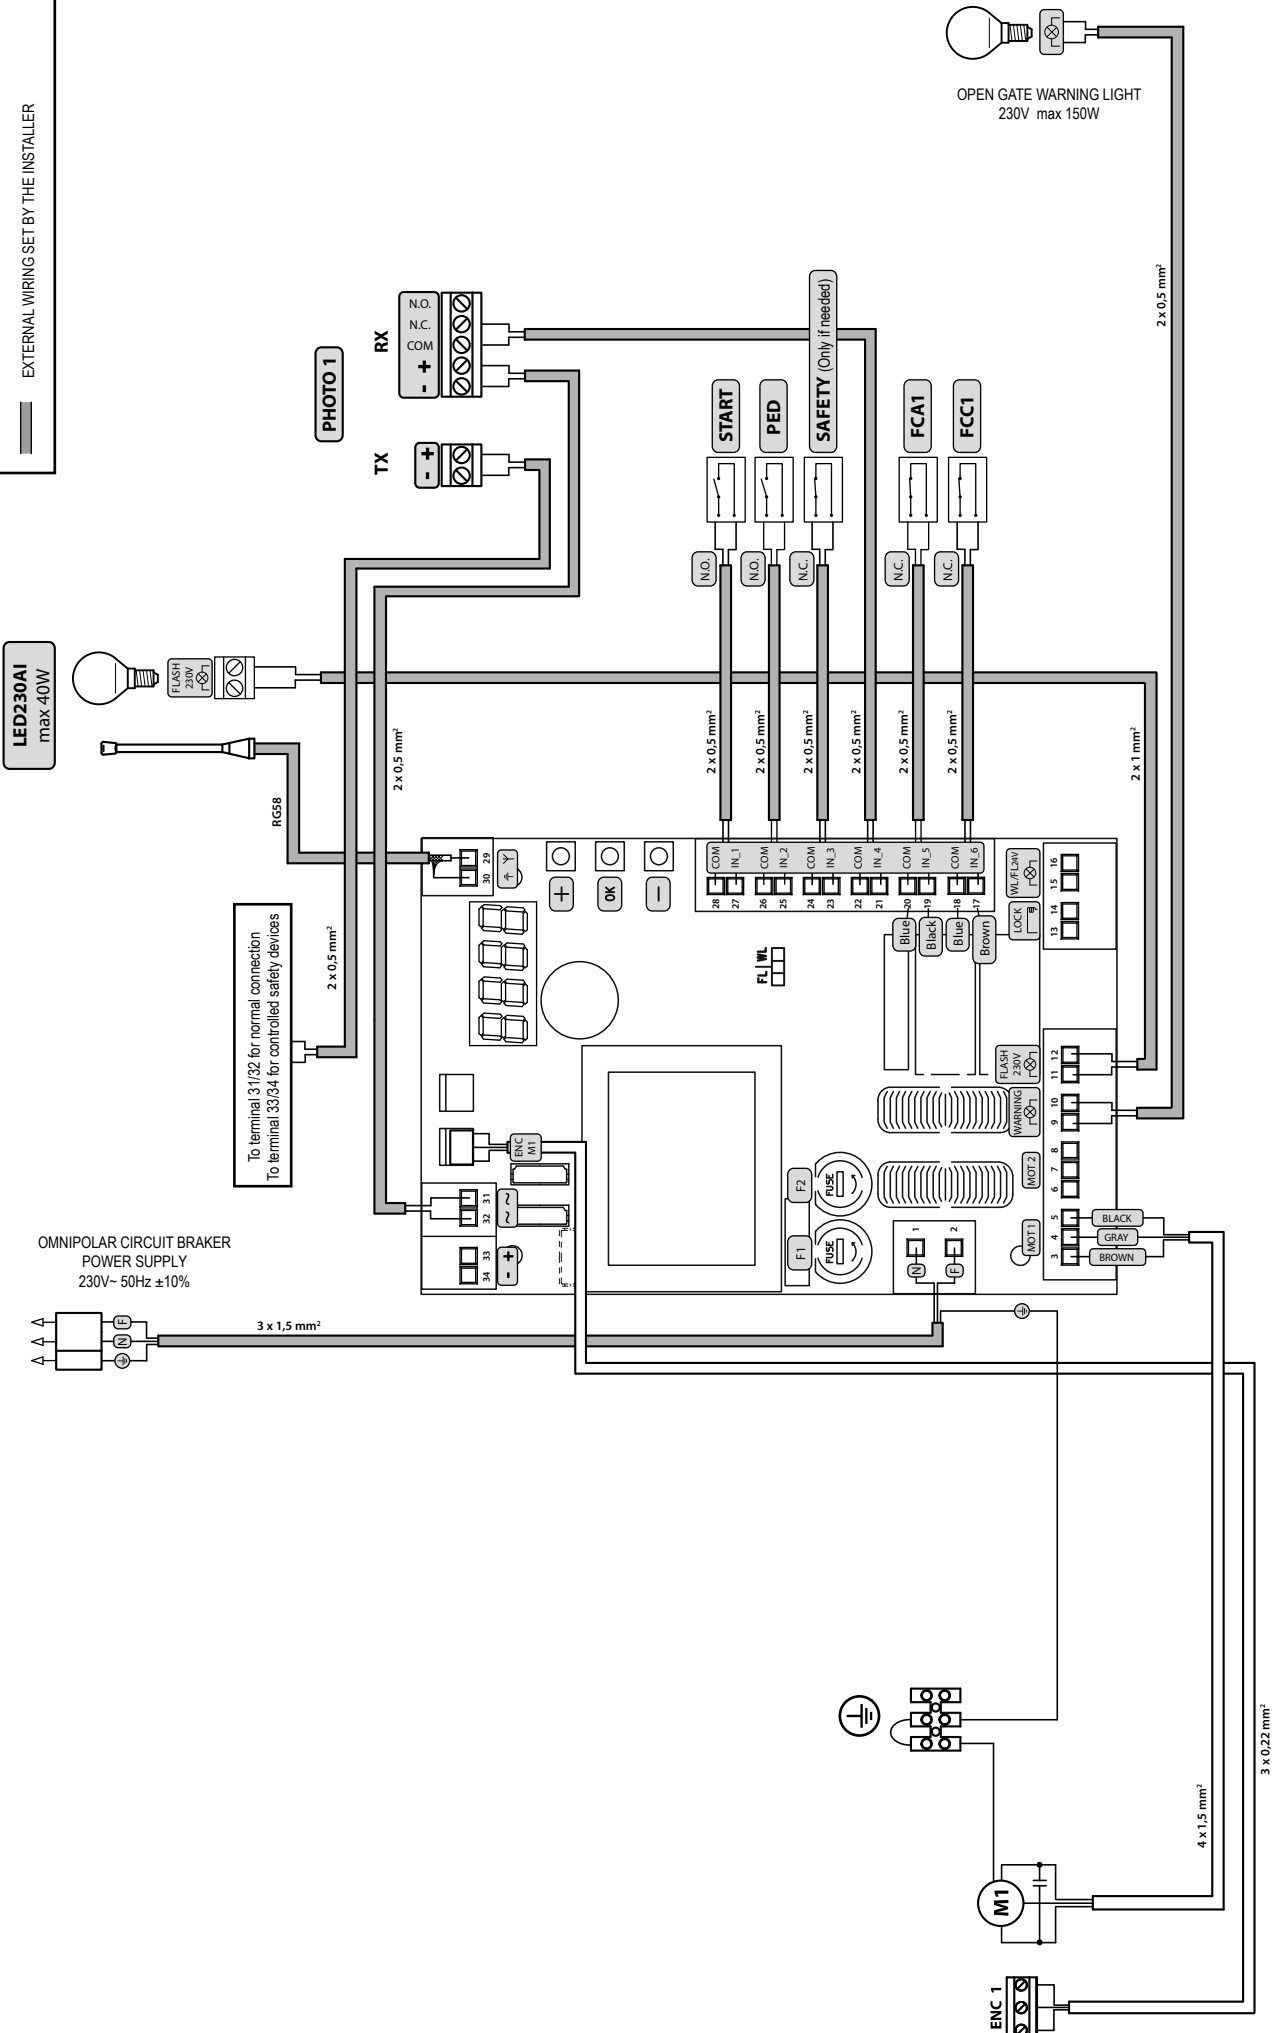 EXTERNAL WIRING SET BY THE INSTALLER
OPEN GATE WARNING LIGHT
230V max 150W
2 x 0,5 mm²
PHOTO 1
RX
N.O.
N.C.
COM
- +
TX
- +
LED230AI
max 40W
FLASH
230V
RG58
2 x 0,5 mm²
To terminal 31/32 for normal connection
To terminal 33/34 for controlled safety devices
2 x 0,5 mm²
START
PED
SAFETY (Only if needed)
FCA1
FCC1
N.O.
N.O.
N.C.
N.C.
N.C.
2 x 0,5 mm²
2 x 0,5 mm²
2 x 0,5 mm²
2 x 0,5 mm²
2 x 0,5 mm²
2 x 0,5 mm²
2 x 1 mm²
29
30
+
OK
-
COM
IN_1
COM
IN_2
COM
IN_3
COM
IN_4
COM
IN_5
COM
IN_6
28
27
26
25
24
23
22
21
20
19
18
17
Blue
Black
Blue
Brown
FL WL
WL/FL24V
LOCK
16
15
14
13
FLASH
230V
WARNING
MOT 2
MOT 1
12
11
10
9
8
7
6
5
4
3
BLACK
GRAY
BROWN
ENC
M1
31
32
33
34
~ ~
- +
F2
FUSE
F1
FUSE
1
2
N
F
OMNIPOLAR CIRCUIT BRAKER
POWER SUPPLY
230V~ 50Hz ±10%
F
N
3 x 1,5 mm²
M1
4 x 1,5 mm²
3 x 0,22 mm²
ENC 1